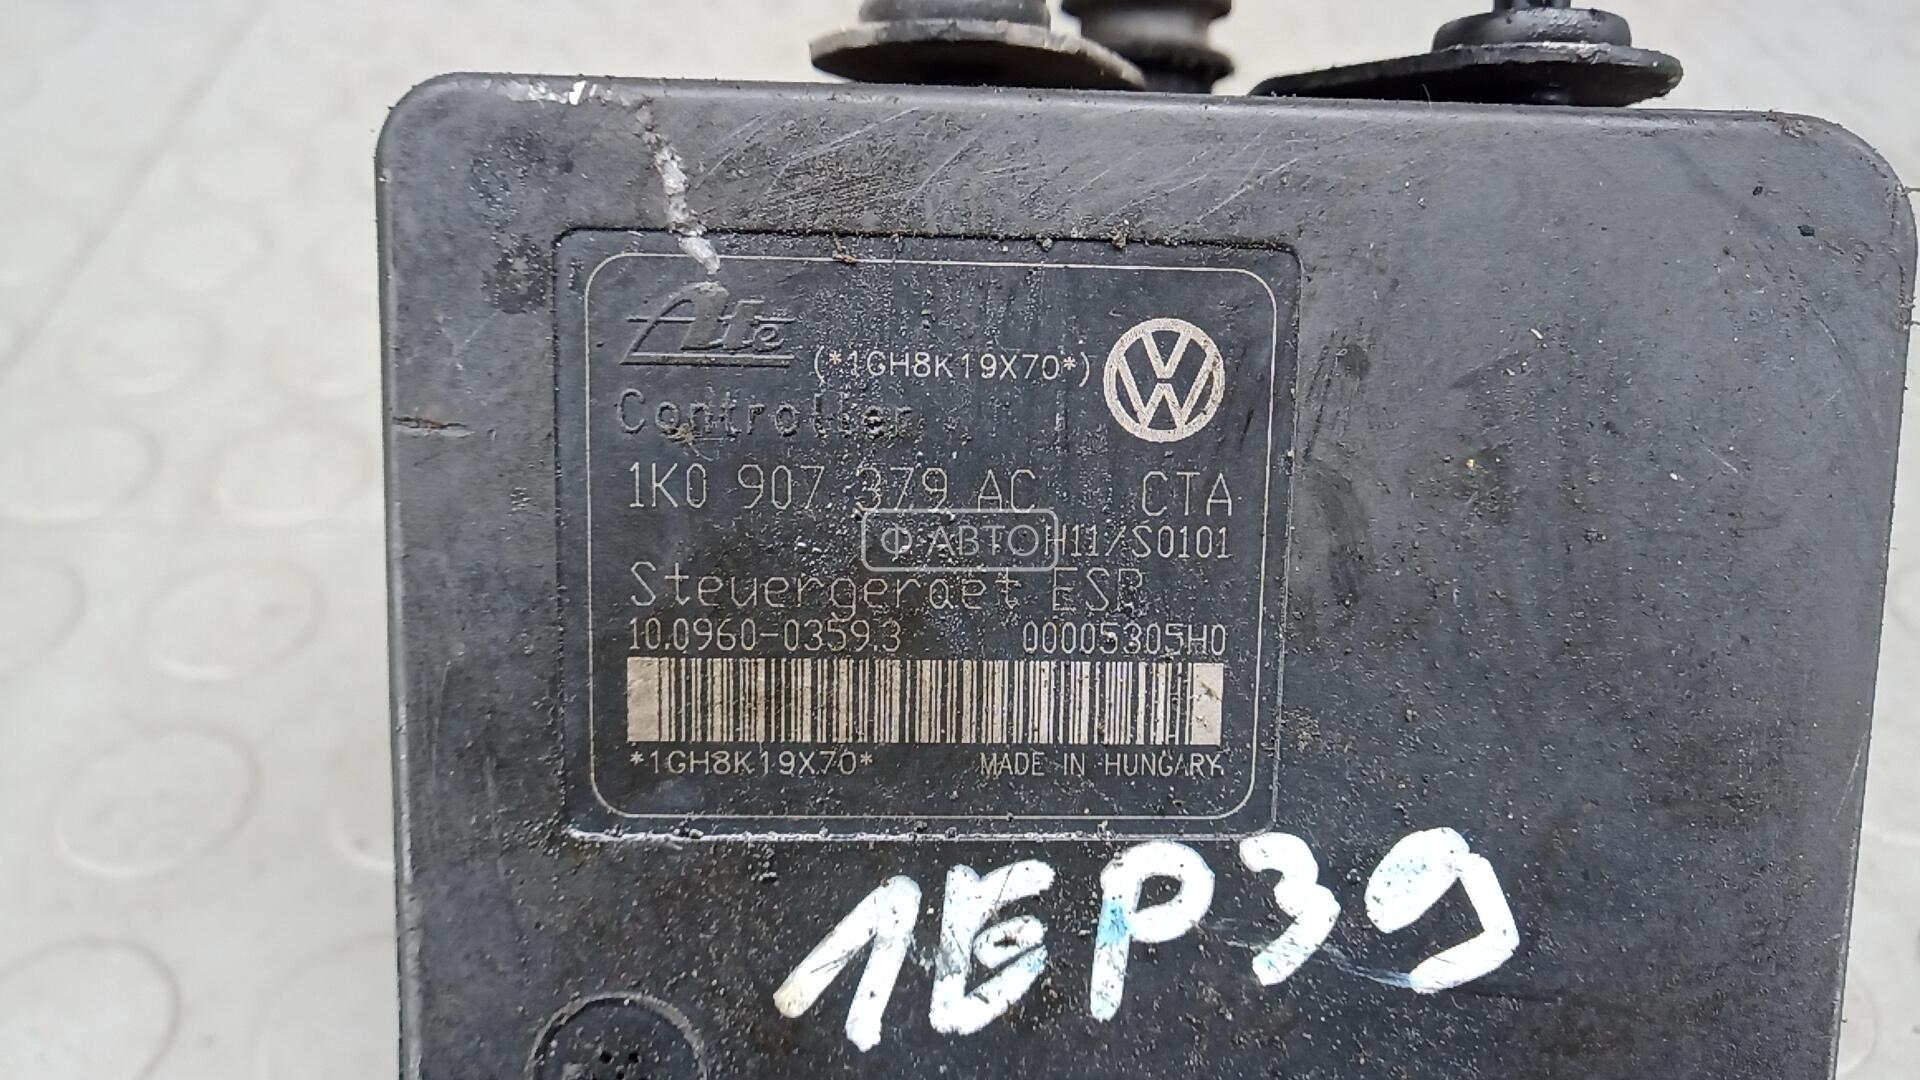 Ate (*1GH8K19X70*)
Controller
1K0 907 379 AC CTA
H11/S0101
Ф-АВТО
Steuergeraet ESP
10.0960-0359.3 00005305H0
*1GH8K19X70* MADE IN HUNGARY
1БР39